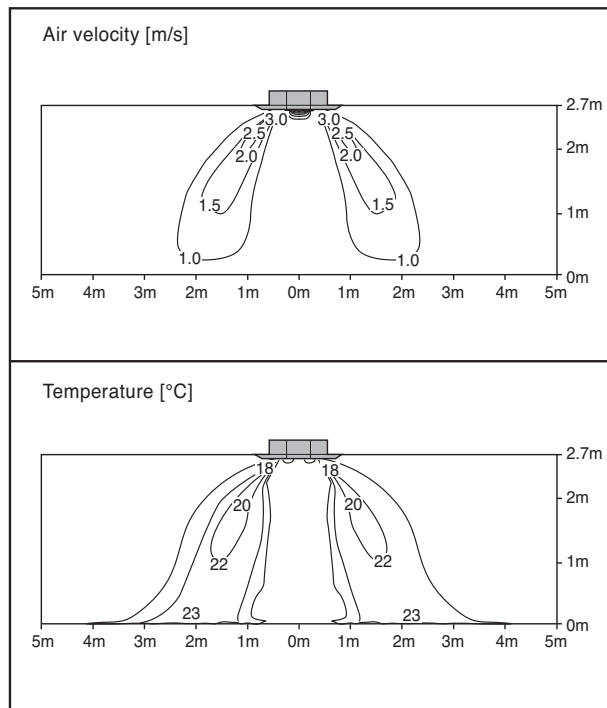 Air velocity [m/s]
2.7m
3.0 3.0
2.5 2.5
2.0 2.0
2m
1.5 1.5
1m
1.0 1.0
0m
5m 4m 3m 2m 1m 0m 1m 2m 3m 4m 5m
Temperature [°C]
2.7m
18 18
20 20
2m
22 22
1m
23 23
0m
5m 4m 3m 2m 1m 0m 1m 2m 3m 4m 5m